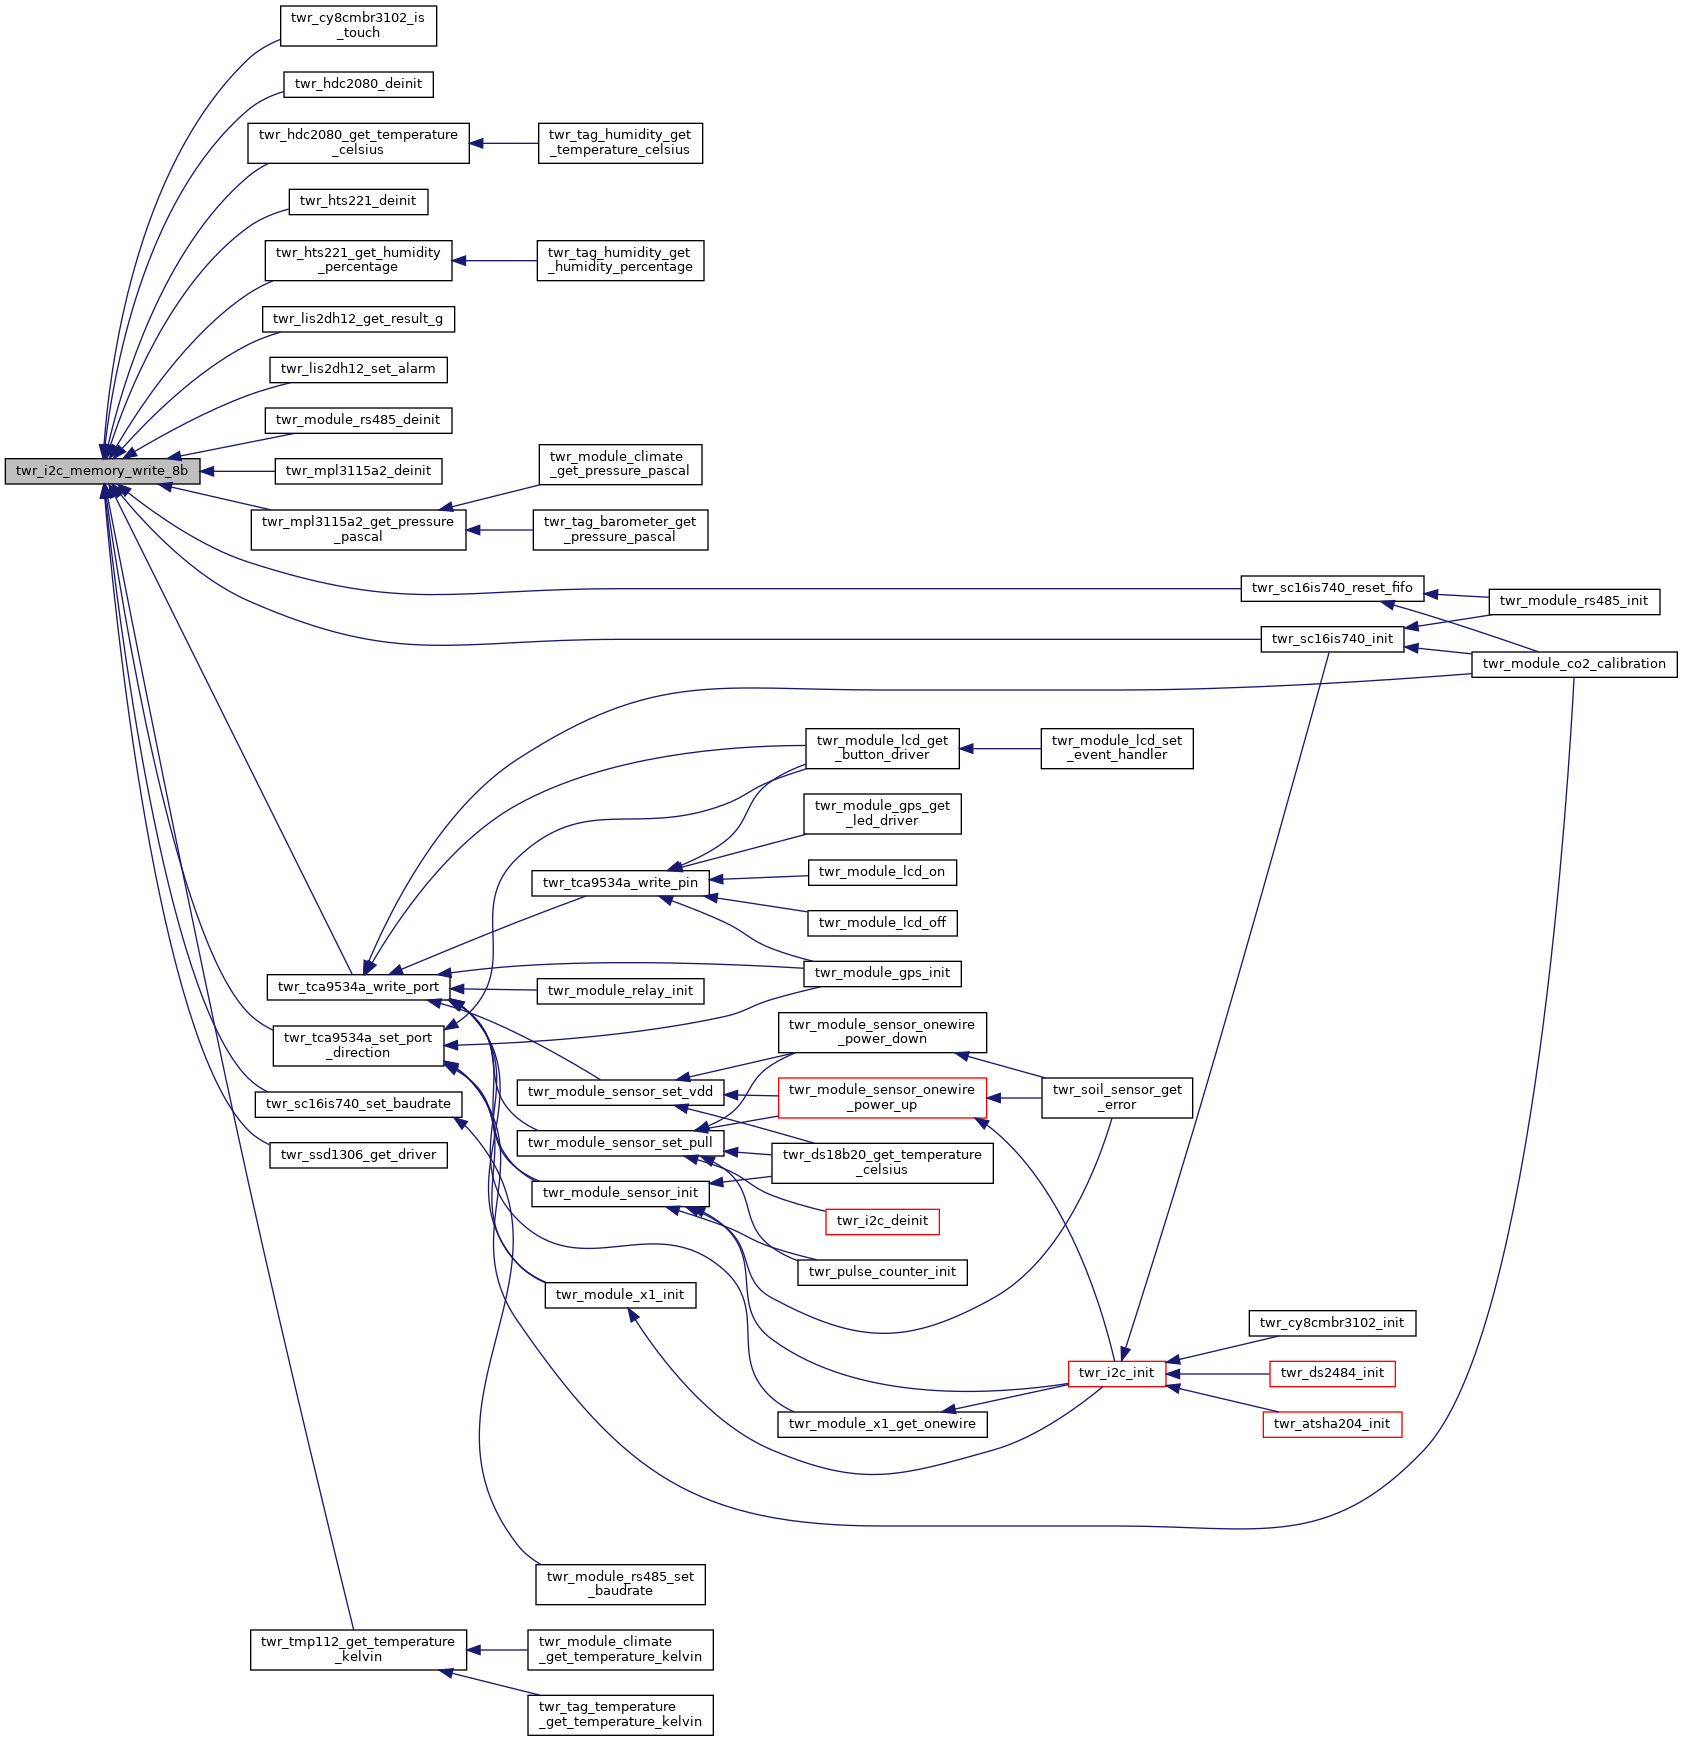 twr_cy8cmbr3102_is
_touch
twr_hdc2080_deinit
twr_hdc2080_get_temperature
_celsius
twr_tag_humidity_get
_temperature_celsius
twr_hts221_deinit
twr_hts221_get_humidity
_percentage
twr_tag_humidity_get
_humidity_percentage
twr_lis2dh12_get_result_g
twr_lis2dh12_set_alarm
twr_module_rs485_deinit
twr_i2c_memory_write_8b
twr_mpl3115a2_deinit
twr_module_climate
_get_pressure_pascal
twr_mpl3115a2_get_pressure
_pascal
twr_tag_barometer_get
_pressure_pascal
twr_sc16is740_reset_fifo
twr_module_rs485_init
twr_sc16is740_init
twr_module_co2_calibration
twr_module_lcd_get
_button_driver
twr_module_lcd_set
_event_handler
twr_module_gps_get
_led_driver
twr_tca9534a_write_pin
twr_module_lcd_on
twr_module_lcd_off
twr_module_gps_init
twr_tca9534a_write_port
twr_module_relay_init
twr_tca9534a_set_port
_direction
twr_module_sensor_onewire
_power_down
twr_module_sensor_set_vdd
twr_module_sensor_onewire
_power_up
twr_soil_sensor_get
_error
twr_sc16is740_set_baudrate
twr_module_sensor_set_pull
twr_ssd1306_get_driver
twr_ds18b20_get_temperature
_celsius
twr_module_sensor_init
twr_i2c_deinit
twr_pulse_counter_init
twr_module_x1_init
twr_cy8cmbr3102_init
twr_i2c_init
twr_ds2484_init
twr_module_x1_get_onewire
twr_atsha204_init
twr_module_rs485_set
_baudrate
twr_tmp112_get_temperature
_kelvin
twr_module_climate
_get_temperature_kelvin
twr_tag_temperature
_get_temperature_kelvin